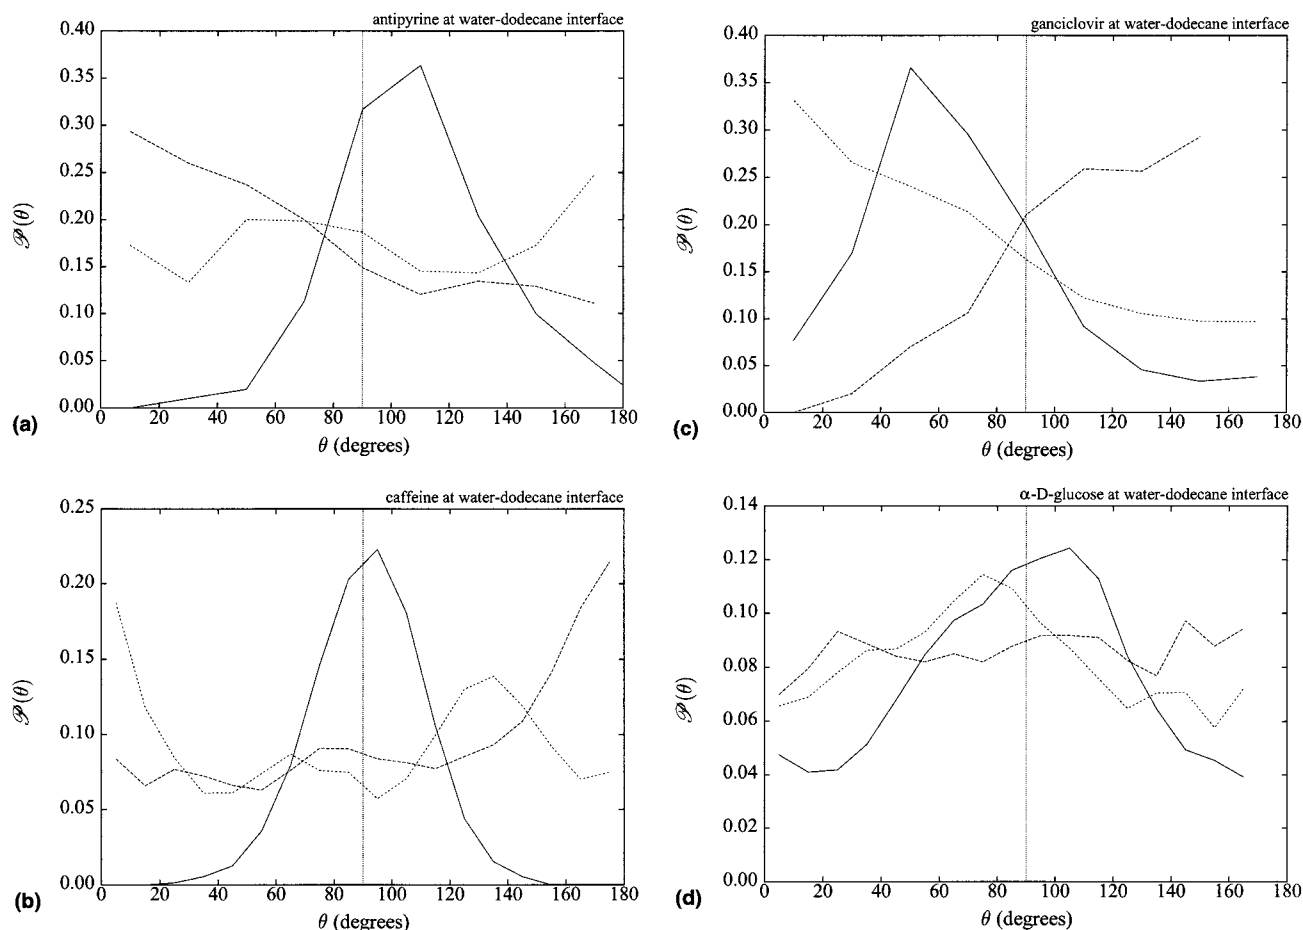 antipyrine at water-dodecane interface
0.40
0.35
0.30
0.25
0.20
0.15
0.10
0.05
0.00
𝒫(θ)
0 20 40 60 80 100 120 140 160 180
θ (degrees)
(a)
caffeine at water-dodecane interface
0.25
0.20
0.15
0.10
0.05
0.00
𝒫(θ)
0 20 40 60 80 100 120 140 160 180
θ (degrees)
(b)
ganciclovir at water-dodecane interface
0.40
0.35
0.30
0.25
0.20
0.15
0.10
0.05
0.00
𝒫(θ)
0 20 40 60 80 100 120 140 160 180
θ (degrees)
(c)
α-D-glucose at water-dodecane interface
0.14
0.12
0.10
0.08
0.06
0.04
0.02
0.00
𝒫(θ)
0 20 40 60 80 100 120 140 160 180
θ (degrees)
(d)